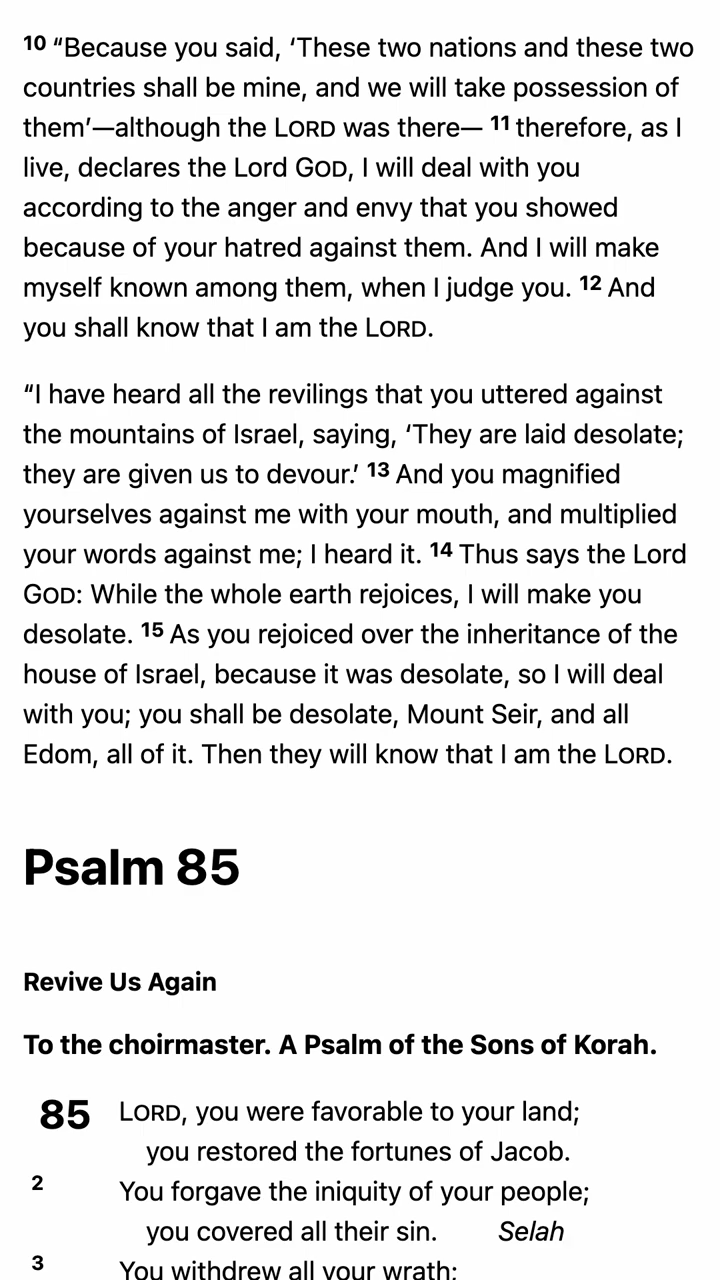 10 “Because you said, ‘These two nations and these two
countries shall be mine, and we will take possession of
them’—although the LORD was there— 11 therefore, as I
live, declares the Lord GOD, I will deal with you
according to the anger and envy that you showed
because of your hatred against them. And I will make
myself known among them, when I judge you. 12 And
you shall know that I am the LORD.
“I have heard all the revilings that you uttered against
the mountains of Israel, saying, ‘They are laid desolate;
they are given us to devour.’ 13 And you magnified
yourselves against me with your mouth, and multiplied
your words against me; I heard it. 14 Thus says the Lord
GOD: While the whole earth rejoices, I will make you
desolate. 15 As you rejoiced over the inheritance of the
house of Israel, because it was desolate, so I will deal
with you; you shall be desolate, Mount Seir, and all
Edom, all of it. Then they will know that I am the LORD.
Psalm 85
Revive Us Again
To the choirmaster. A Psalm of the Sons of Korah.
85 LORD, you were favorable to your land;
you restored the fortunes of Jacob.
2 You forgave the iniquity of your people;
you covered all their sin. Selah
3 You withdrew all your wrath;